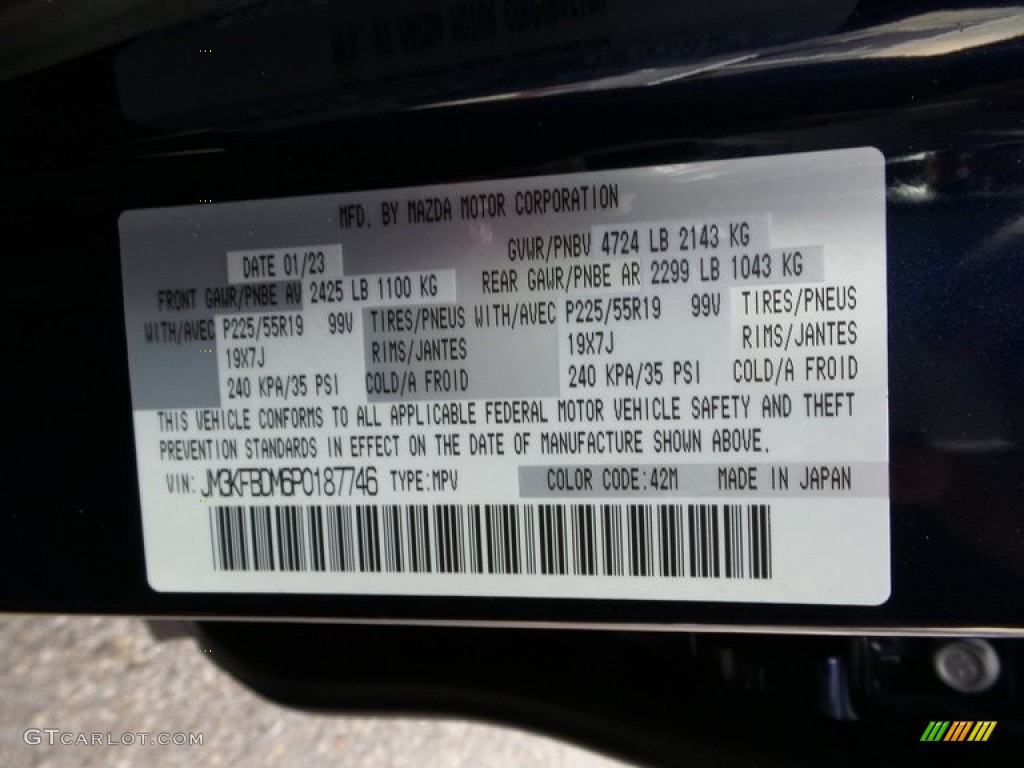 MFD. BY MAZDA MOTOR CORPORATION
DATE 01/23 GVWR/PNBV 4724 LB 2143 KG
FRONT GAWR/PNBE AV 2425 LB 1100 KG REAR GAWR/PNBE AR 2299 LB 1043 KG
WITH/AVEC P225/55R19 99V TIRES/PNEUS WITH/AVEC P225/55R19 99V TIRES/PNEUS
19X7J RIMS/JANTES 19X7J RIMS/JANTES
240 KPA/35 PSI COLD/A FROID 240 KPA/35 PSI COLD/A FROID
THIS VEHICLE CONFORMS TO ALL APPLICABLE FEDERAL MOTOR VEHICLE SAFETY AND THEFT
PREVENTION STANDARDS IN EFFECT ON THE DATE OF MANUFACTURE SHOWN ABOVE.
VIN: JM3KFBDM6P0187746 TYPE:MPV COLOR CODE:42M MADE IN JAPAN
GTCARLOT.COM